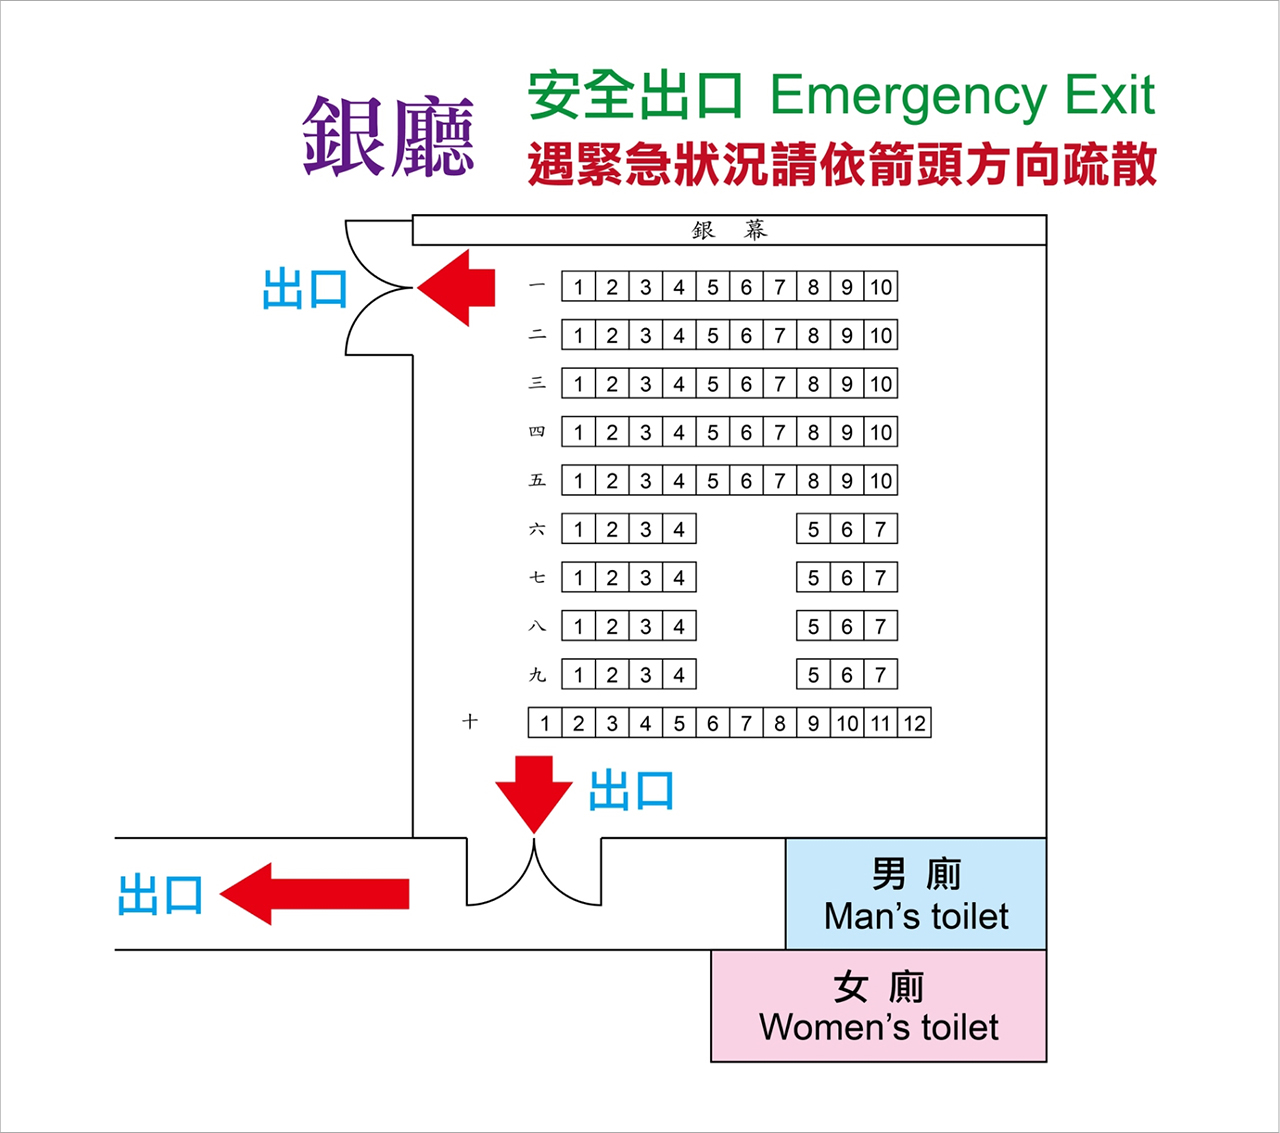 銀廳
安全出口 Emergency Exit
遇緊急狀況請依箭頭方向疏散
銀 幕
出口
一 1 2 3 4 5 6 7 8 9 10
二 1 2 3 4 5 6 7 8 9 10
三 1 2 3 4 5 6 7 8 9 10
四 1 2 3 4 5 6 7 8 9 10
五 1 2 3 4 5 6 7 8 9 10
六 1 2 3 4 5 6 7
七 1 2 3 4 5 6 7
八 1 2 3 4 5 6 7
九 1 2 3 4 5 6 7
十 1 2 3 4 5 6 7 8 9 10 11 12
出口
出口
男 廁
Man's toilet
女 廁
Women's toilet